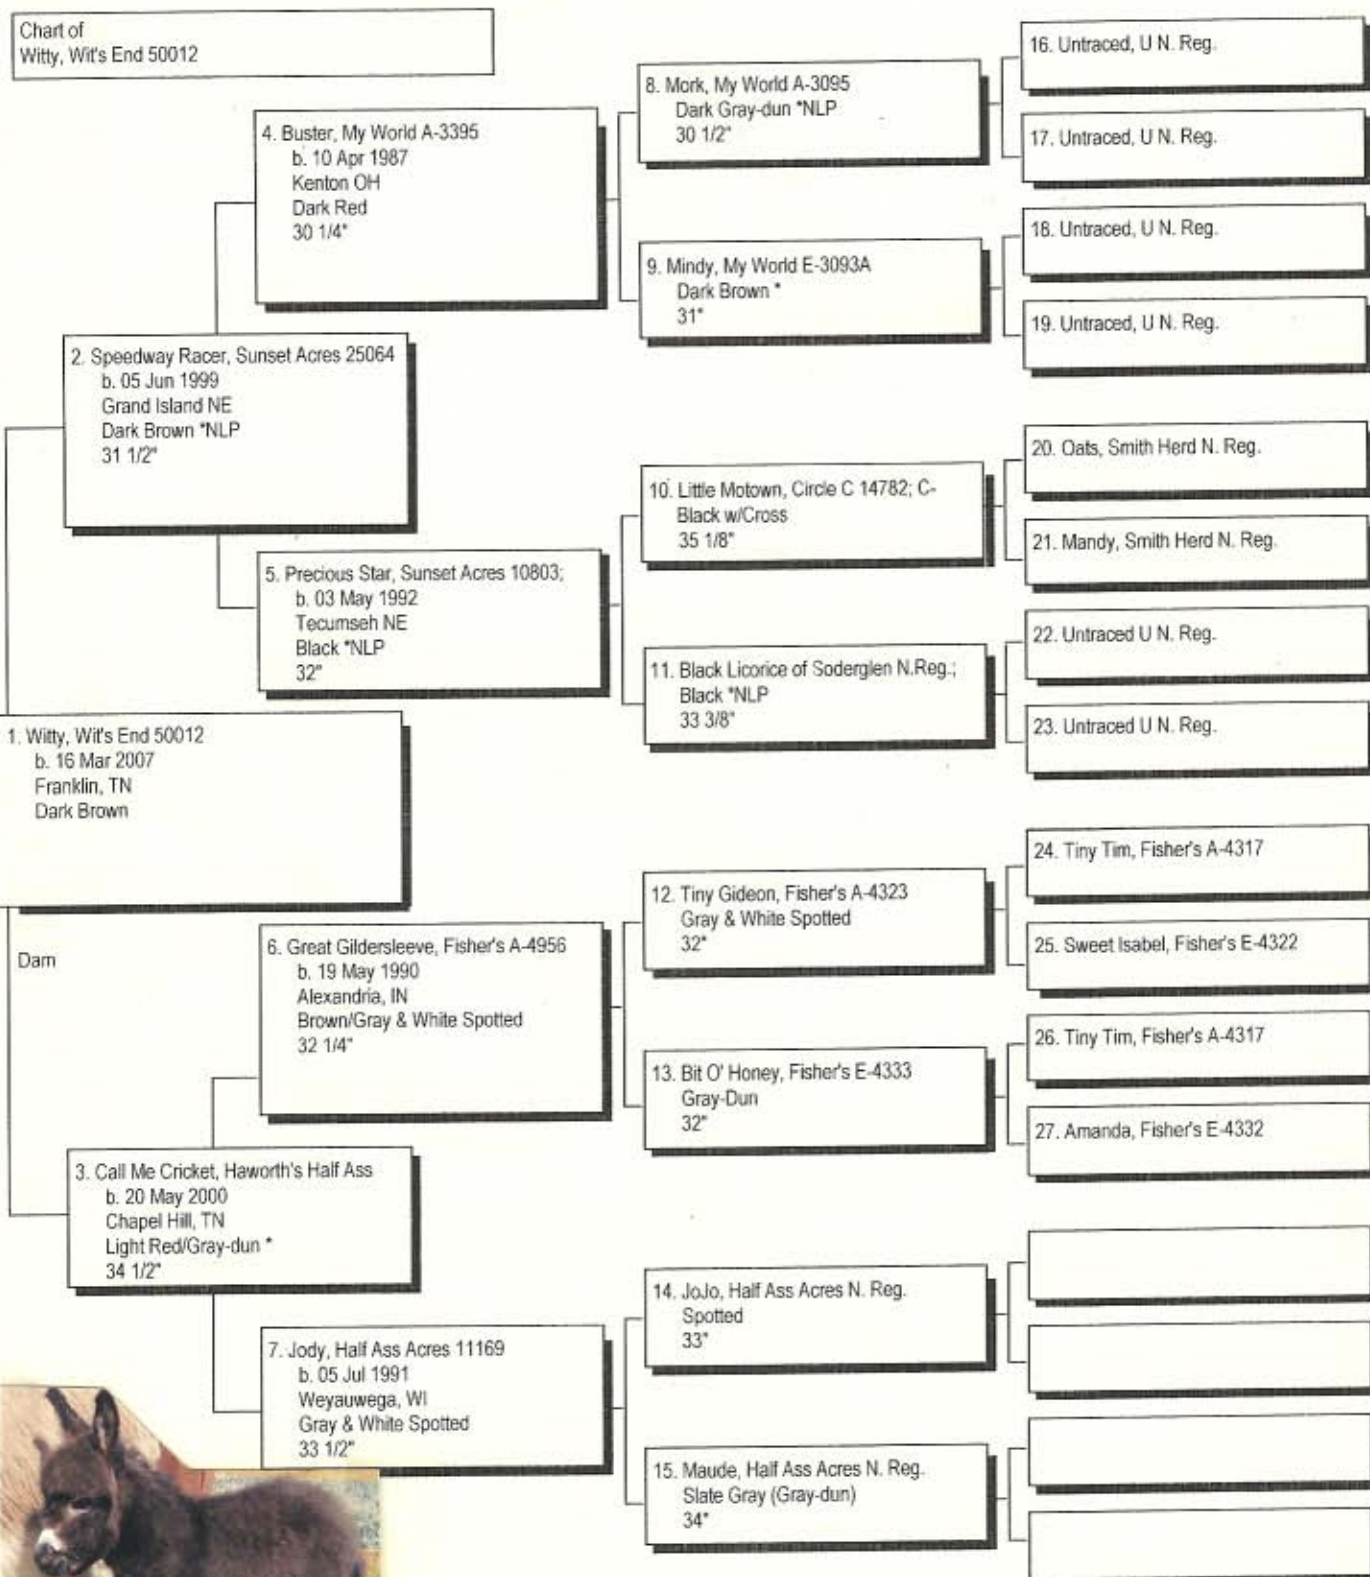 Chart of
Witty, Wit's End 50012
16. Untraced, U N. Reg.
8. Mork, My World A-3095
Dark Gray-dun *NLP
30 1/2"
17. Untraced, U N. Reg.
4. Buster, My World A-3395
b. 10 Apr 1987
Kenton OH
Dark Red
30 1/4"
18. Untraced, U N. Reg.
9. Mindy, My World E-3093A
Dark Brown *
31"
19. Untraced, U N. Reg.
2. Speedway Racer, Sunset Acres 25064
b. 05 Jun 1999
Grand Island NE
Dark Brown *NLP
31 1/2"
20. Oats, Smith Herd N. Reg.
10. Little Motown, Circle C 14782; C-
Black w/Cross
35 1/8"
21. Mandy, Smith Herd N. Reg.
5. Precious Star, Sunset Acres 10803;
b. 03 May 1992
Tecumseh NE
Black *NLP
32"
22. Untraced U N. Reg.
11. Black Licorice of Soderglen N.Reg.;
Black *NLP
33 3/8"
23. Untraced U N. Reg.
1. Witty, Wit's End 50012
b. 16 Mar 2007
Franklin, TN
Dark Brown
24. Tiny Tim, Fisher's A-4317
12. Tiny Gideon, Fisher's A-4323
Gray & White Spotted
32"
25. Sweet Isabel, Fisher's E-4322
Dam
6. Great Gildersleeve, Fisher's A-4956
b. 19 May 1990
Alexandria, IN
Brown/Gray & White Spotted
32 1/4"
26. Tiny Tim, Fisher's A-4317
13. Bit O' Honey, Fisher's E-4333
Gray-Dun
32"
27. Amanda, Fisher's E-4332
3. Call Me Cricket, Haworth's Half Ass
b. 20 May 2000
Chapel Hill, TN
Light Red/Gray-dun *
34 1/2"
14. JoJo, Half Ass Acres N. Reg.
Spotted
33"
7. Jody, Half Ass Acres 11169
b. 05 Jul 1991
Weyauwega, WI
Gray & White Spotted
33 1/2"
15. Maude, Half Ass Acres N. Reg.
Slate Gray (Gray-dun)
34"